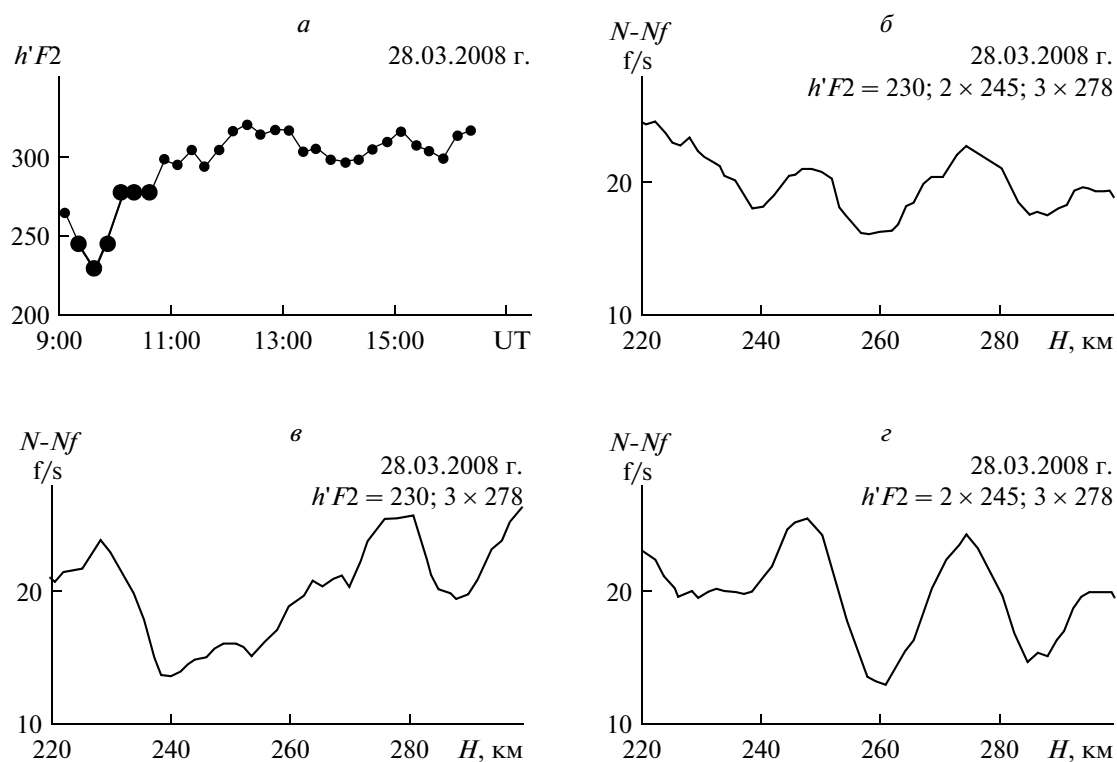 а
h'F2
28.03.2008 г.
300
250
200
9:00 11:00 13:00 15:00 UT
б
N-Nf
f/s
28.03.2008 г.
h'F2 = 230; 2 × 245; 3 × 278
20
10
220 240 260 280 H, км
в
N-Nf
f/s
28.03.2008 г.
h'F2 = 230; 3 × 278
20
10
220 240 260 280 H, км
г
N-Nf
f/s
28.03.2008 г.
h'F2 = 2 × 245; 3 × 278
20
10
220 240 260 280 H, км